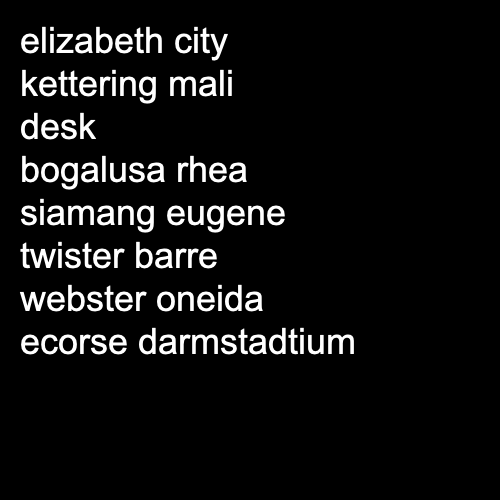 elizabeth city
kettering mali
desk
bogalusa rhea
siamang eugene
twister barre
webster oneida
ecorse darmstadtium